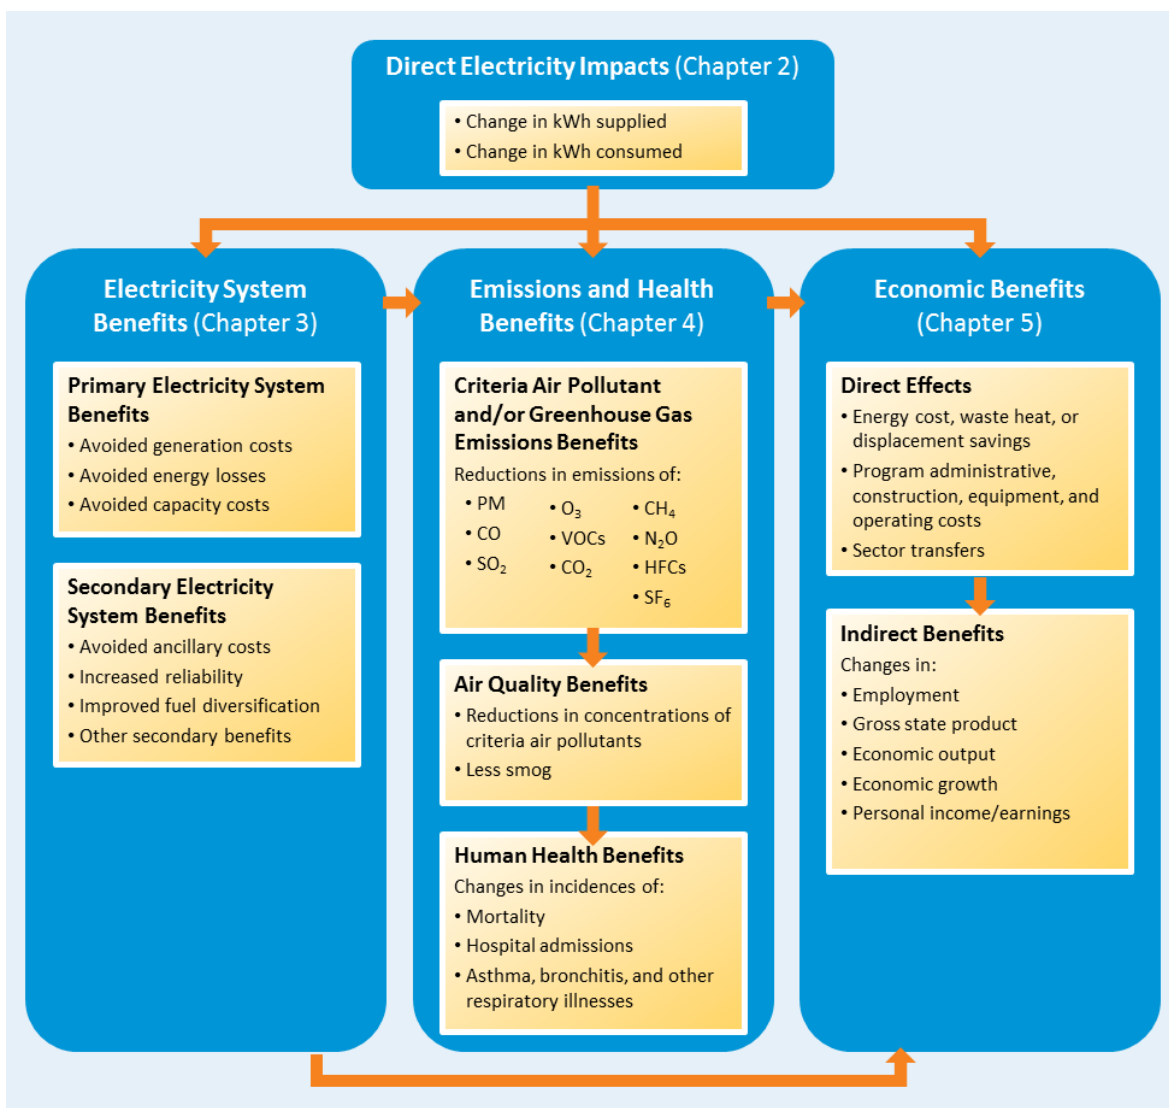 Direct Electricity Impacts (Chapter 2)
• Change in kWh supplied
• Change in kWh consumed
Electricity System
Benefits (Chapter 3)
Primary Electricity System
Benefits
• Avoided generation costs
• Avoided energy losses
• Avoided capacity costs
Secondary Electricity
System Benefits
• Avoided ancillary costs
• Increased reliability
• Improved fuel diversification
• Other secondary benefits
Emissions and Health
Benefits (Chapter 4)
Criteria Air Pollutant
and/or Greenhouse Gas
Emissions Benefits
Reductions in emissions of:
• PM
• CO
• SO₂
• O₃
• VOCs
• CO₂
• CH₄
• N₂O
• HFCs
• SF₆
Air Quality Benefits
• Reductions in concentrations of
criteria air pollutants
• Less smog
Human Health Benefits
Changes in incidences of:
• Mortality
• Hospital admissions
• Asthma, bronchitis, and other
respiratory illnesses
Economic Benefits
(Chapter 5)
Direct Effects
• Energy cost, waste heat, or
displacement savings
• Program administrative,
construction, equipment, and
operating costs
• Sector transfers
Indirect Benefits
Changes in:
• Employment
• Gross state product
• Economic output
• Economic growth
• Personal income/earnings